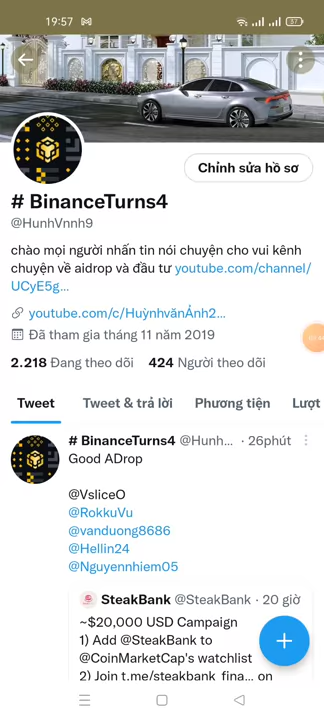 19:57
57
Chỉnh sửa hồ sơ
# BinanceTurns4
@HunhVnnh9
chào mọi người nhấn tin nói chuyện cho vui kênh
chuyện về aidrop và đầu tư youtube.com/channel/
UCyE5g...
youtube.com/c/HuỳnhvănẢnh2...
Đã tham gia tháng 11 năm 2019
2.218 Đang theo dõi 424 Người theo dõi
Tweet Tweet & trả lời Phương tiện Lượt
# BinanceTurns4 @Hunh... · 26phút
Good ADrop
@VsliceO
@RokkuVu
@vanduong8686
@Hellin24
@Nguyennhiem05
SteakBank @SteakBank · 20 giờ
~$20,000 USD Campaign
1) Add @SteakBank to
@CoinMarketCap's watchlist
2) Join t.me/steakbank_fina... on